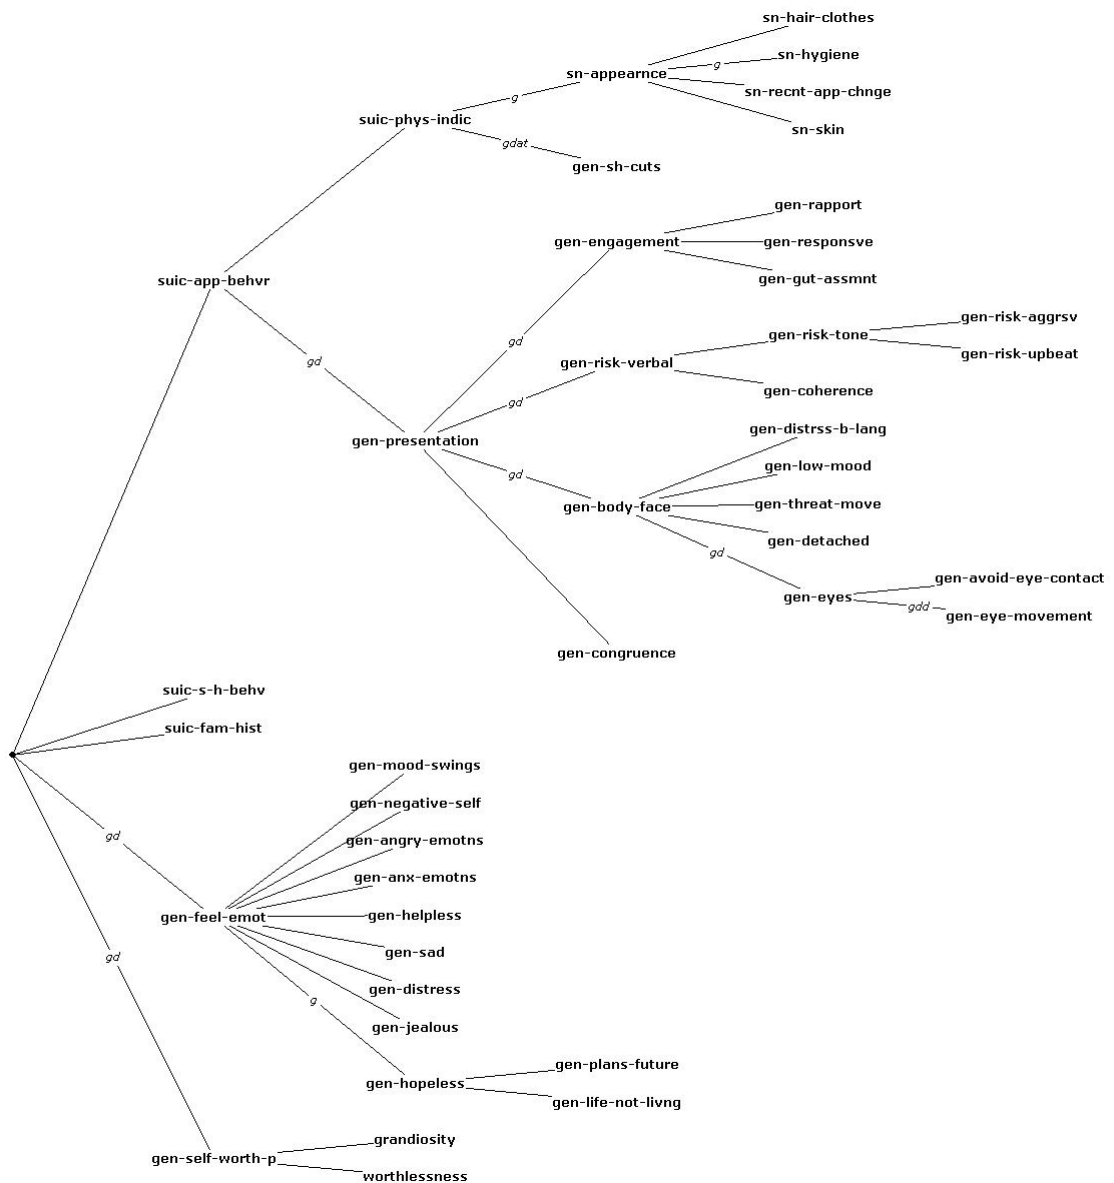 sn-hair-clothes
sn-hygiene
g
sn-appearnce
sn-recnt-app-chnge
g
suic-phys-indic
sn-skin
gdat
gen-sh-cuts
gen-rapport
gen-engagement
gen-responsve
gen-gut-assmnt
suic-app-behvr
gen-risk-aggrsv
gen-risk-tone
gd
gen-risk-upbeat
gd
gen-risk-verbal
gen-coherence
gd
gen-distrss-b-lang
gen-presentation
gen-low-mood
gd
gen-threat-move
gen-body-face
gen-detached
gd
gen-avoid-eye-contact
gen-eyes
gdd
gen-eye-movement
gen-congruence
suic-s-h-behv
suic-fam-hist
gen-mood-swings
gen-negative-self
gd
gen-angry-emotns
gen-anx-emotns
gen-helpless
gen-feel-emot
gen-sad
gd
gen-distress
g
gen-jealous
gen-plans-future
gen-hopeless
gen-life-not-livng
grandiosity
gen-self-worth-p
worthlessness